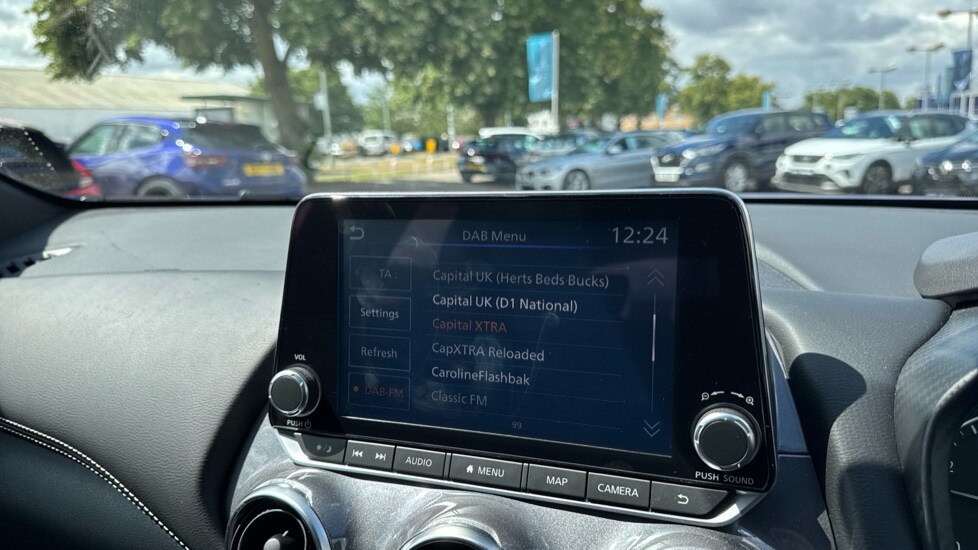 DAB Menu 12:24
TA
Settings
Refresh
DAB-FM
Capital UK (Herts Beds Bucks)
Capital UK (D1 National)
Capital XTRA
CapXTRA Reloaded
CarolineFlashbak
Classic FM
99
VOL
PUSH
AUDIO
MENU
MAP
CAMERA
PUSH SOUND